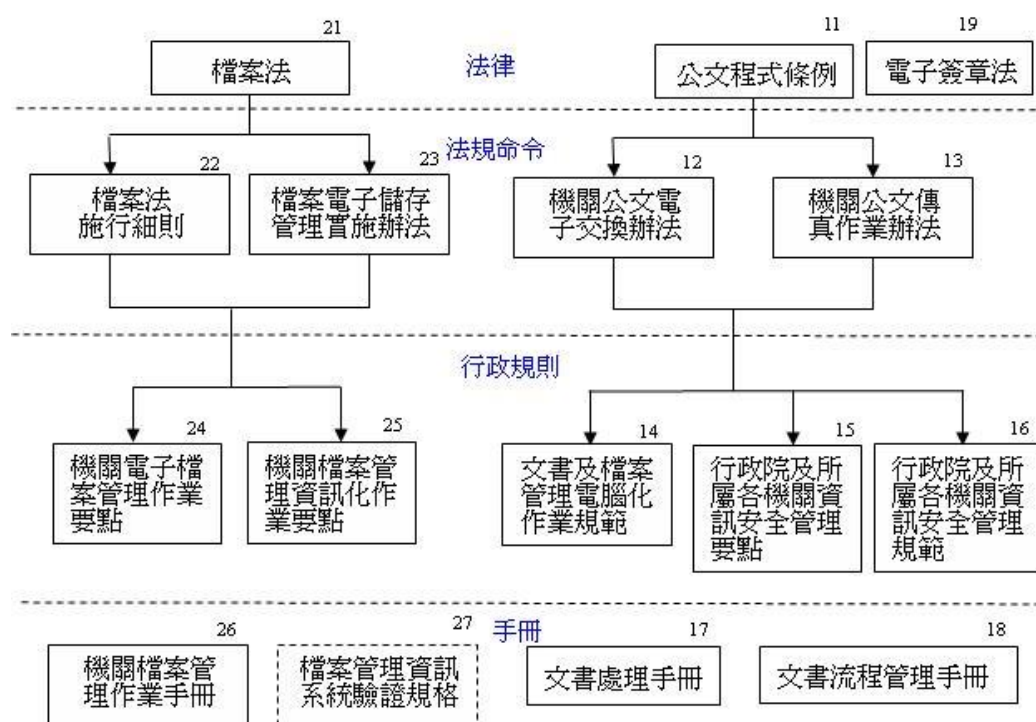 21
11
19
檔案法
法律
公文程式條例
電子簽章法
法規命令
22
23
12
13
檔案法
施行細則
檔案電子儲存
管理實施辦法
機關公文電
子交換辦法
機關公文傳
真作業辦法
行政規則
24
25
14
15
16
機關電子檔
案管理作業
要點
機關檔案管
理資訊化作
業要點
文書及檔案
管理電腦化
作業規範
行政院及所
屬各機關資
訊安全管理
要點
行政院及所
屬各機關資
訊安全管理
規範
手冊
26
27
17
18
機關檔案管
理作業手冊
檔案管理資訊
系統驗證規格
文書處理手冊
文書流程管理手冊